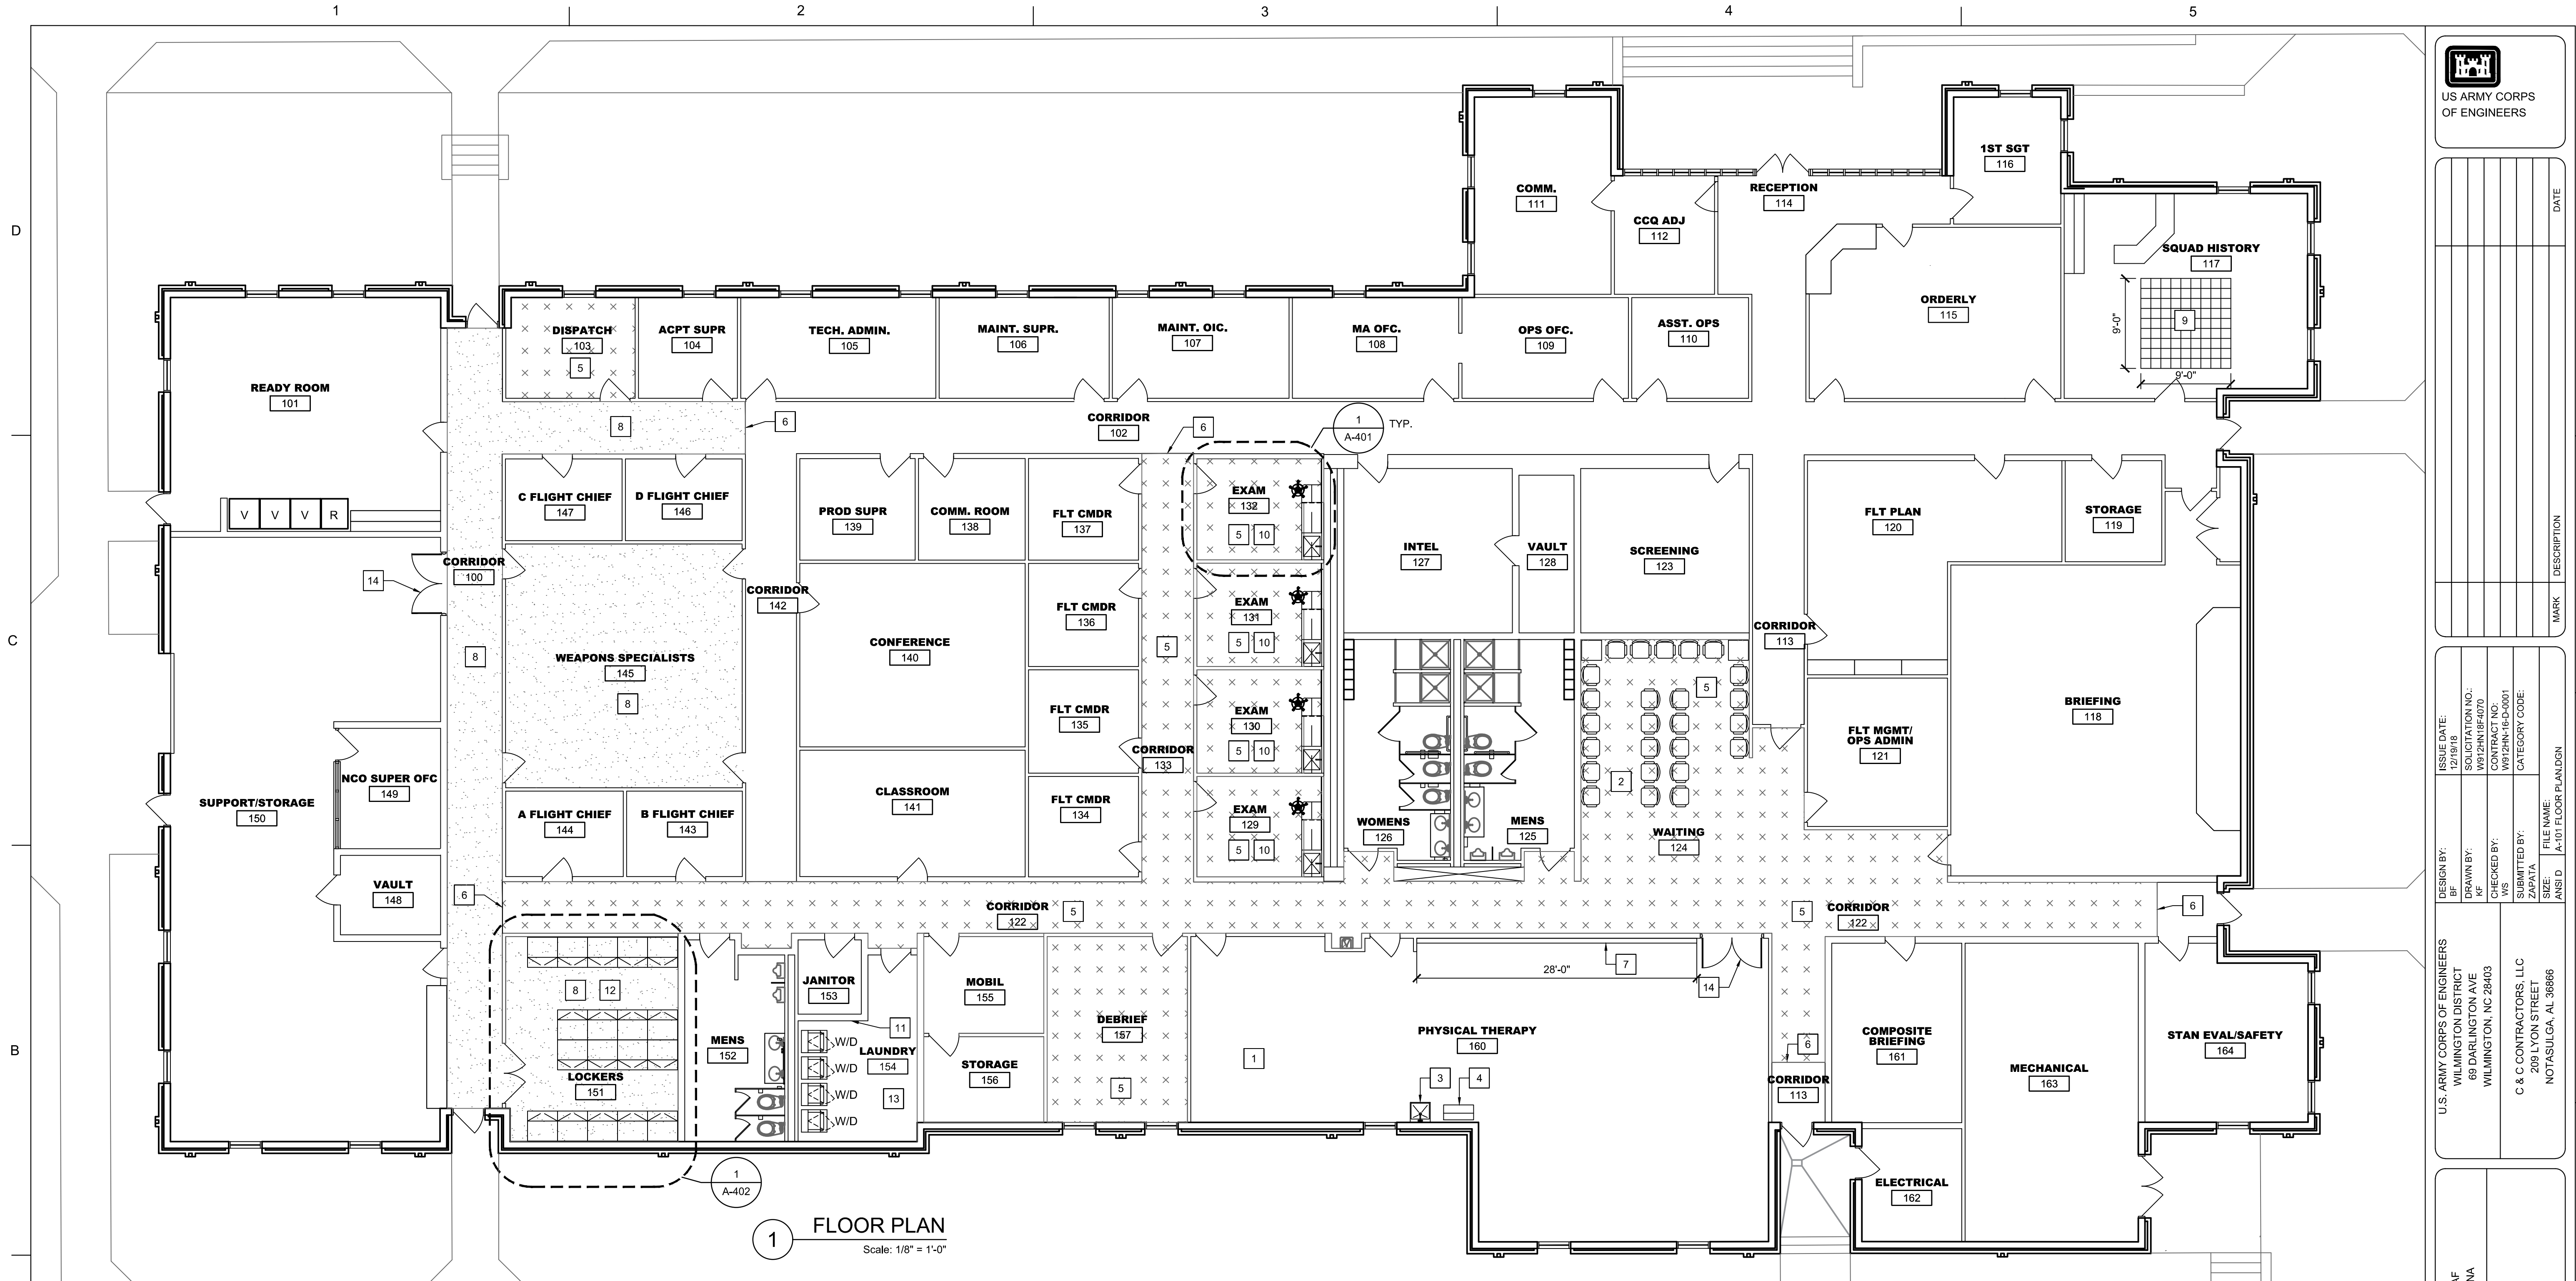 1 2 3 4 5
D
C
B
COMM.
111
CCQ ADJ
112
RECEPTION
114
1ST SGT
116
SQUAD HISTORY
117
9
9'-0"
9'-0"
ORDERLY
115
READY ROOM
101
V V V R
DISPATCH
103
5
ACPT SUPR
104
TECH. ADMIN.
105
MAINT. SUPR.
106
MAINT. OIC.
107
MA OFC.
108
OPS OFC.
109
ASST. OPS
110
8
6
CORRIDOR
102
6
1
A-401
TYP.
C FLIGHT CHIEF
147
D FLIGHT CHIEF
146
PROD SUPR
139
COMM. ROOM
138
FLT CMDR
137
EXAM
132
5 10
INTEL
127
VAULT
128
SCREENING
123
FLT PLAN
120
STORAGE
119
14
CORRIDOR
100
CORRIDOR
142
FLT CMDR
136
EXAM
131
5 10
CORRIDOR
113
CONFERENCE
140
5
8
WEAPONS SPECIALISTS
145
8
FLT CMDR
135
EXAM
130
5 10
CORRIDOR
133
5
2
BRIEFING
118
FLT MGMT/
OPS ADMIN
121
NCO SUPER OFC
149
SUPPORT/STORAGE
150
A FLIGHT CHIEF
144
B FLIGHT CHIEF
143
CLASSROOM
141
FLT CMDR
134
EXAM
129
5 10
WOMENS
126
MENS
125
WAITING
124
VAULT
148
6
CORRIDOR
122
5
5
CORRIDOR
122
6
8 12
LOCKERS
151
MENS
152
JANITOR
153
11
W/D
W/D
W/D
W/D
LAUNDRY
154
13
MOBIL
155
STORAGE
156
DEBRIEF
157
5
1
7
28'-0"
14
PHYSICAL THERAPY
160
3
4
6
CORRIDOR
113
COMPOSITE
BRIEFING
161
MECHANICAL
163
STAN EVAL/SAFETY
164
ELECTRICAL
162
1
A-402
1
FLOOR PLAN
Scale: 1/8" = 1'-0"
US ARMY CORPS
OF ENGINEERS
MARK DESCRIPTION DATE
DESIGN BY:
BF
DRAWN BY:
KF
CHECKED BY:
WS
SUBMITTED BY:
ZAPATA
SIZE:
ANSI D
ISSUE DATE:
12/19/18
SOLICITATION NO.:
W912HN18F4070
CONTRACT NO:
W912HN-16-D-0001
CATEGORY CODE:
FILE NAME:
A-101 FLOOR PLAN.DGN
U.S. ARMY CORPS OF ENGINEERS
WILMINGTON DISTRICT
69 DARLINGTON AVE
WILMINGTON, NC 28403
C & C CONTRACTORS, LLC
209 LYON STREET
NOTASULGA, AL 36866